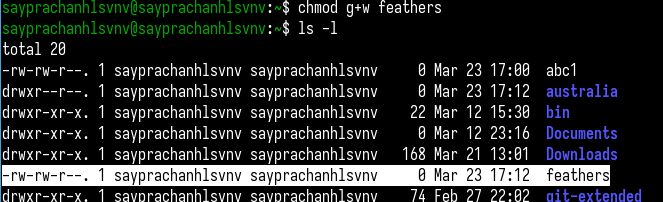 sayprachanhlsvnv@sayprachanhlsvnv:~$ chmod g+w feathers
sayprachanhlsvnv@sayprachanhlsvnv:~$ ls -l
total 20
-rw-rw-r--. 1 sayprachanhlsvnv sayprachanhlsvnv 0 Mar 23 17:00 abc1
drwxr--r--. 1 sayprachanhlsvnv sayprachanhlsvnv 0 Mar 23 17:12 australia
drwxr-xr-x. 1 sayprachanhlsvnv sayprachanhlsvnv 22 Mar 12 15:30 bin
drwxr-xr-x. 1 sayprachanhlsvnv sayprachanhlsvnv 0 Mar 12 23:16 Documents
drwxr-xr-x. 1 sayprachanhlsvnv sayprachanhlsvnv 168 Mar 21 13:01 Downloads
-rw-rw-r--. 1 sayprachanhlsvnv sayprachanhlsvnv 0 Mar 23 17:12 feathers
drwxr-xr-x. 1 sayprachanhlsvnv sayprachanhlsvnv 74 Feb 27 22:02 git-extended